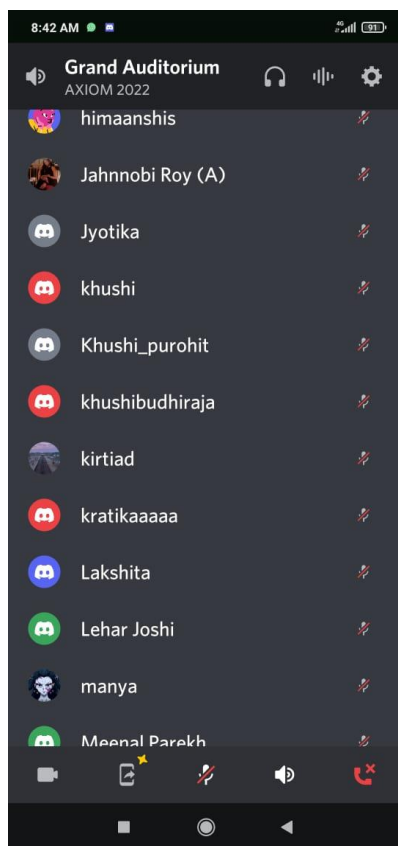 8:42 AM
4G
91
Grand Auditorium
AXIOM 2022
himaanshis
Jahnnobi Roy (A)
Jyotika
khushi
Khushi_purohit
khushibudhiraja
kirtiad
kratikaaaaa
Lakshita
Lehar Joshi
manya
Meenal Parekh